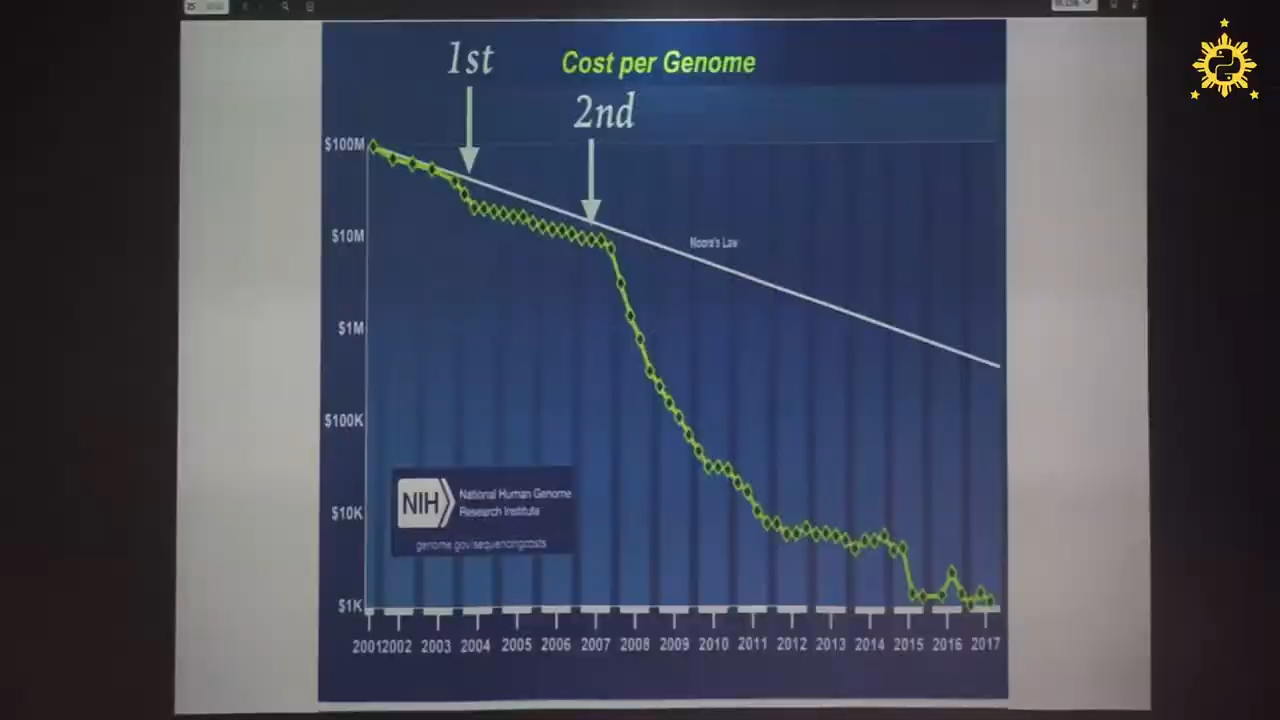 1st
Cost per Genome
2nd
$100M
$10M
Moore's Law
$1M
$100K
NIH
National Human Genome
Research Institute
$10K
genome.gov/sequencingcosts
$1K
2001 2002 2003 2004 2005 2006 2007 2008 2009 2010 2011 2012 2013 2014 2015 2016 2017